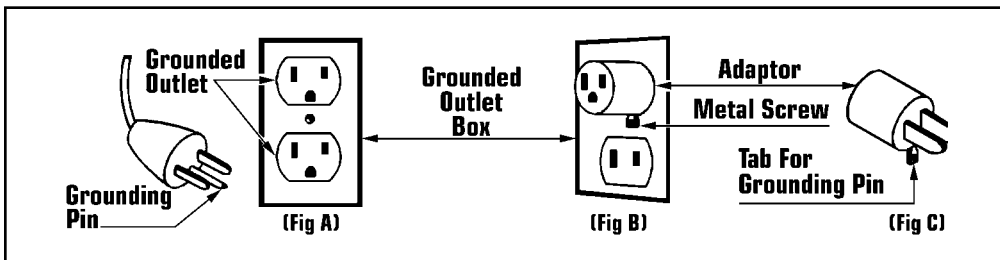 Grounded
Outlet
Grounding
Pin
(Fig A)
Grounded
Outlet
Box
(Fig B)
Adaptor
Metal Screw
Tab For
Grounding Pin
(Fig C)